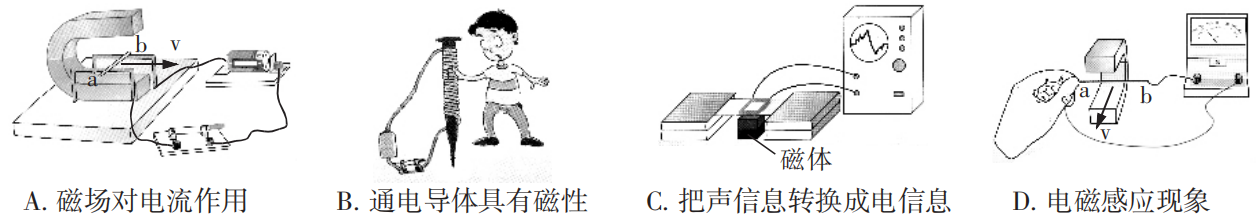 b
v
a
磁体
a
b
v
A. 磁场对电流作用
B. 通电导体具有磁性
C. 把声信息转换成电信息
D. 电磁感应现象